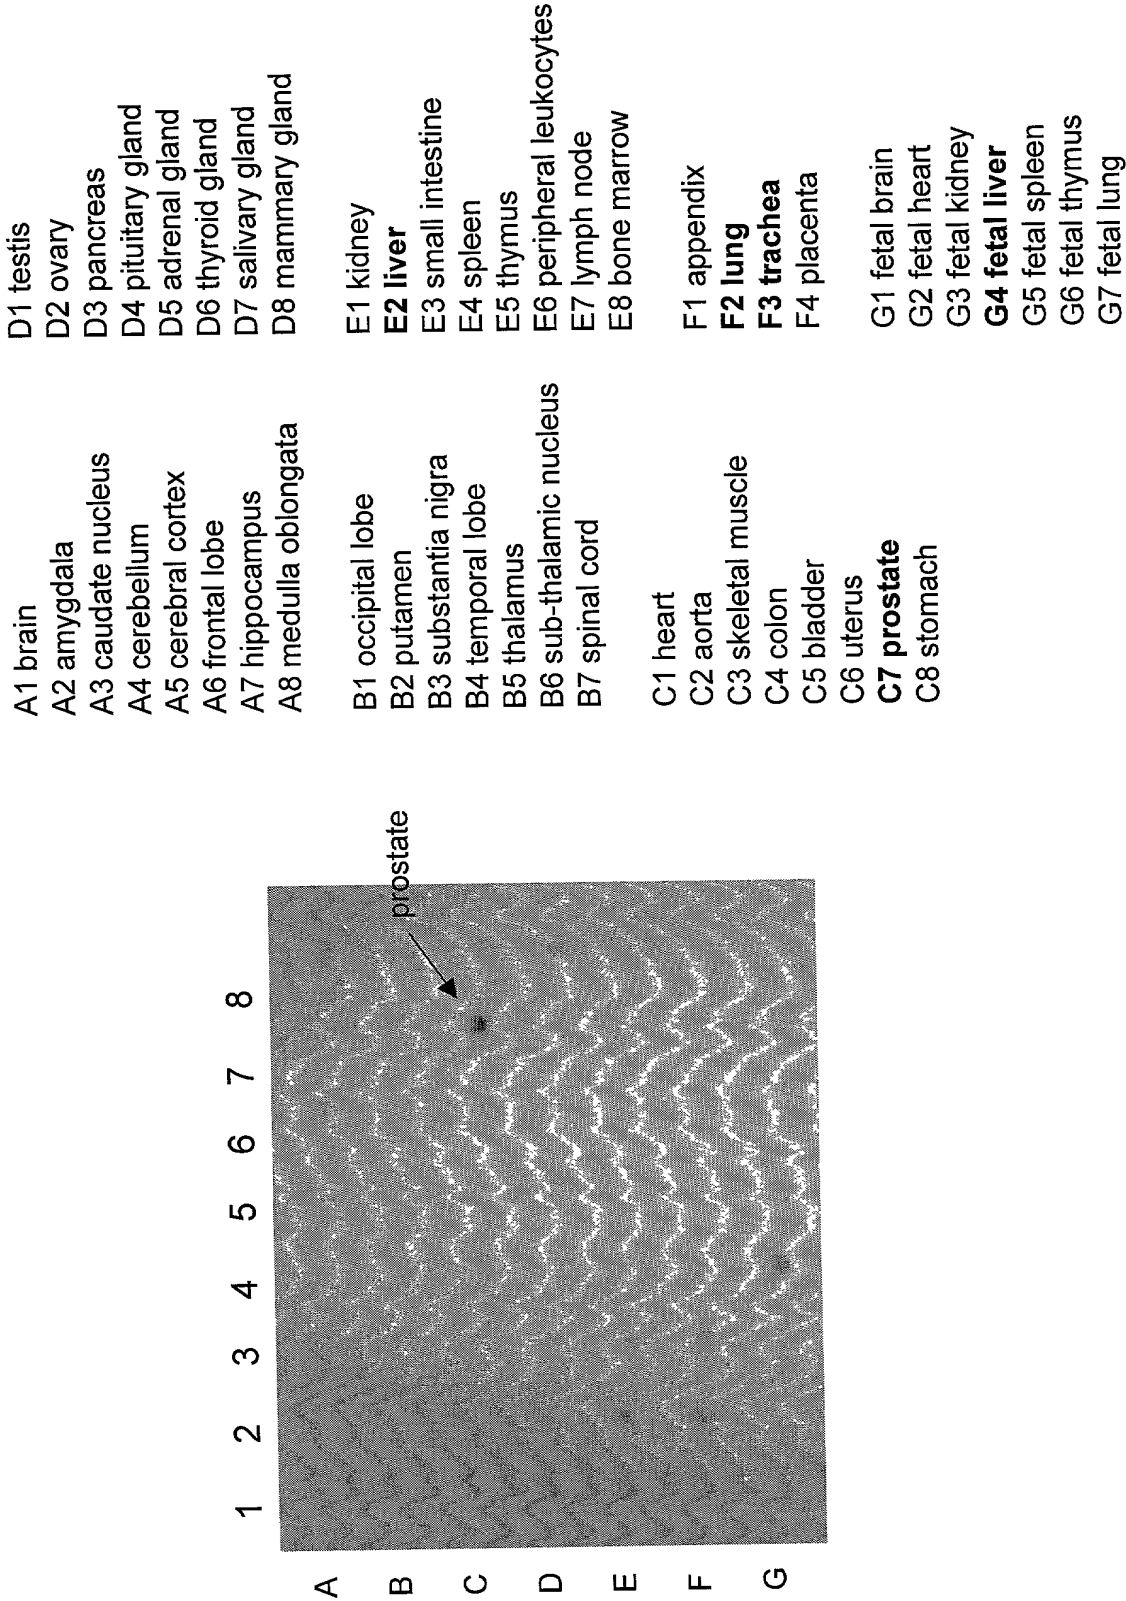 1 2 3 4 5 6 7 8
A
B
C
D
E
F
G
prostate
A1 brain
A2 amygdala
A3 caudate nucleus
A4 cerebellum
A5 cerebral cortex
A6 frontal lobe
A7 hippocampus
A8 medulla oblongata
B1 occipital lobe
B2 putamen
B3 substantia nigra
B4 temporal lobe
B5 thalamus
B6 sub-thalamic nucleus
B7 spinal cord
C1 heart
C2 aorta
C3 skeletal muscle
C4 colon
C5 bladder
C6 uterus
C7 prostate
C8 stomach
D1 testis
D2 ovary
D3 pancreas
D4 pituitary gland
D5 adrenal gland
D6 thyroid gland
D7 salivary gland
D8 mammary gland
E1 kidney
E2 liver
E3 small intestine
E4 spleen
E5 thymus
E6 peripheral leukocytes
E7 lymph node
E8 bone marrow
F1 appendix
F2 lung
F3 trachea
F4 placenta
G1 fetal brain
G2 fetal heart
G3 fetal kidney
G4 fetal liver
G5 fetal spleen
G6 fetal thymus
G7 fetal lung